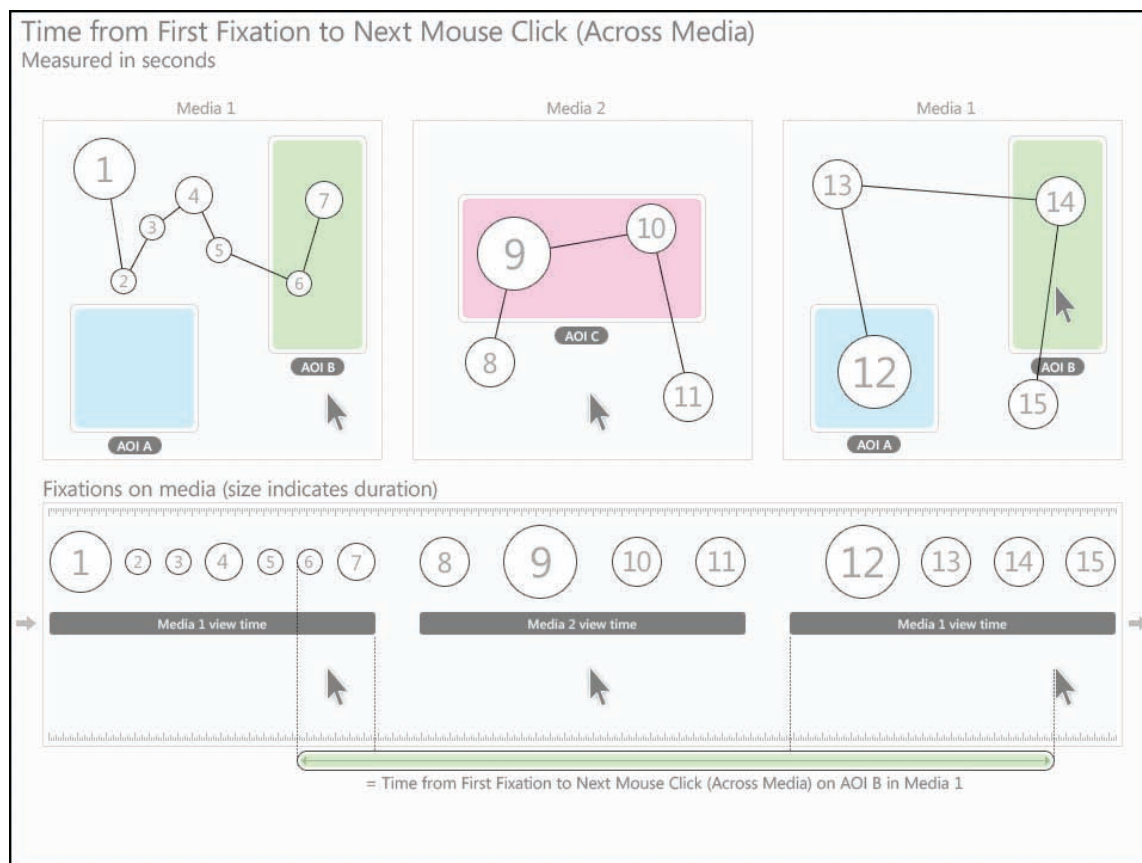 Time from First Fixation to Next Mouse Click (Across Media)
Measured in seconds
Media 1
Media 2
Media 1
1
2
3
4
5
6
7
AOI B
AOI A
8
9
10
11
AOI C
12
13
14
15
AOI B
AOI A
Fixations on media (size indicates duration)
1 2 3 4 5 6 7 8 9 10 11 12 13 14 15
Media 1 view time
Media 2 view time
Media 1 view time
= Time from First Fixation to Next Mouse Click (Across Media) on AOI B in Media 1